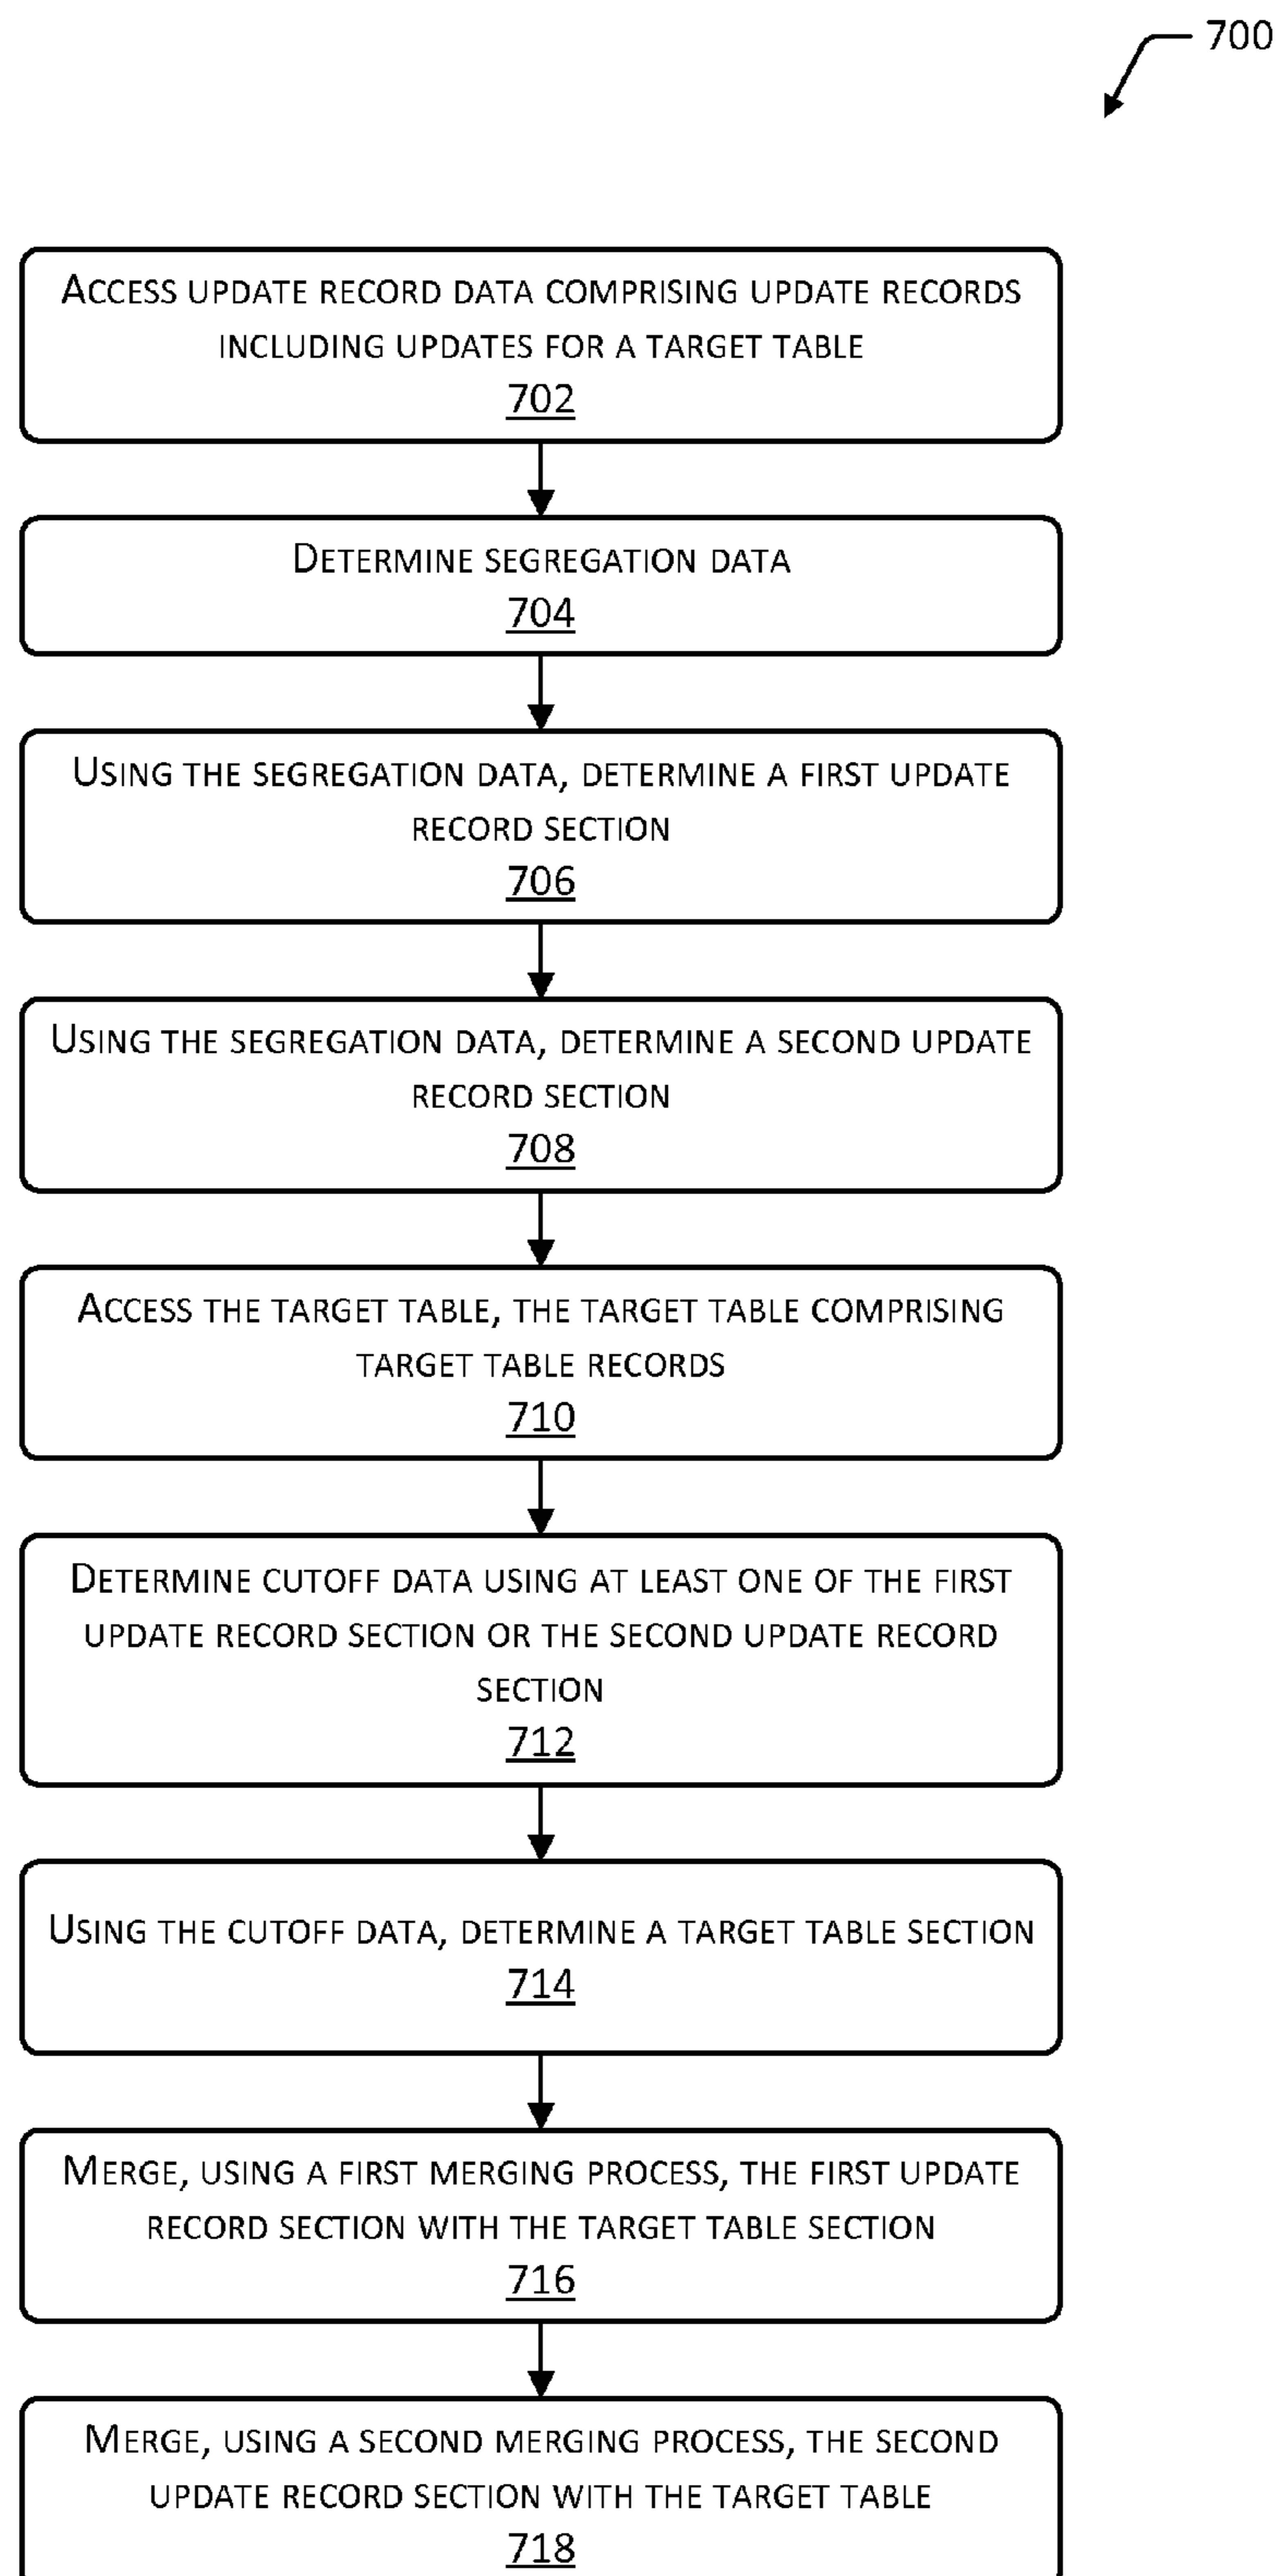 700
ACCESS UPDATE RECORD DATA COMPRISING UPDATE RECORDS
INCLUDING UPDATES FOR A TARGET TABLE
702
DETERMINE SEGREGATION DATA
704
USING THE SEGREGATION DATA, DETERMINE A FIRST UPDATE
RECORD SECTION
706
USING THE SEGREGATION DATA, DETERMINE A SECOND UPDATE
RECORD SECTION
708
ACCESS THE TARGET TABLE, THE TARGET TABLE COMPRISING
TARGET TABLE RECORDS
710
DETERMINE CUTOFF DATA USING AT LEAST ONE OF THE FIRST
UPDATE RECORD SECTION OR THE SECOND UPDATE RECORD
SECTION
712
USING THE CUTOFF DATA, DETERMINE A TARGET TABLE SECTION
714
MERGE, USING A FIRST MERGING PROCESS, THE FIRST UPDATE
RECORD SECTION WITH THE TARGET TABLE SECTION
716
MERGE, USING A SECOND MERGING PROCESS, THE SECOND
UPDATE RECORD SECTION WITH THE TARGET TABLE
718